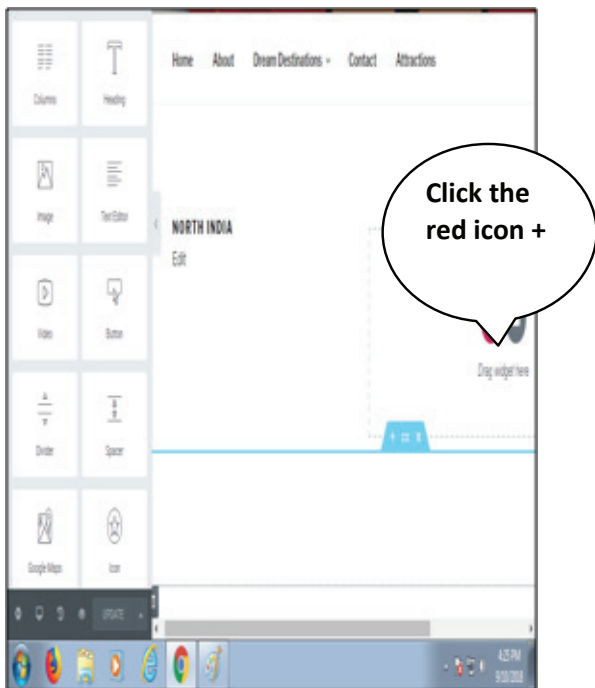 Home About Dream Destinations Contact Attractions
Columns Heading
Image Text Editor
Click the
red icon +
NORTH INDIA
Edit
Video Button
Drag widget here
Divider Spacer
Google Maps Icon
UPDATE
4:25 PM